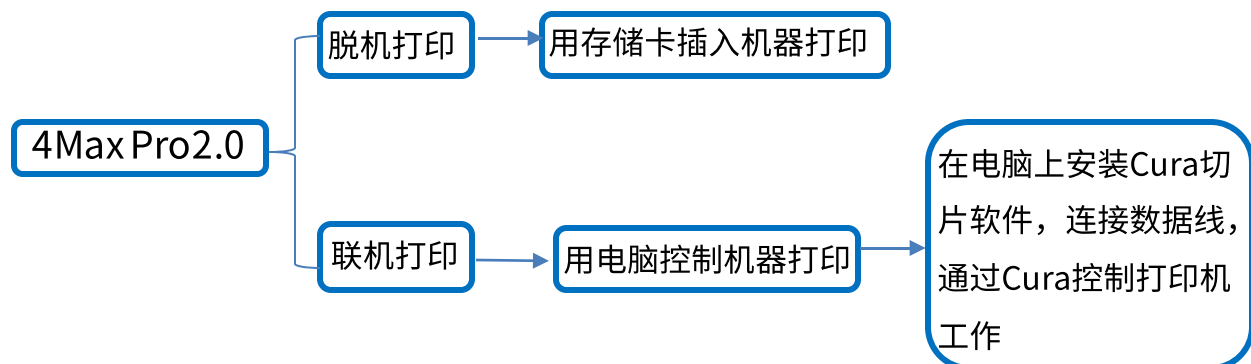 脱机打印
用存储卡插入机器打印
4Max Pro2.0
联机打印
用电脑控制机器打印
在电脑上安装Cura切
片软件，连接数据线，
通过Cura控制打印机
工作